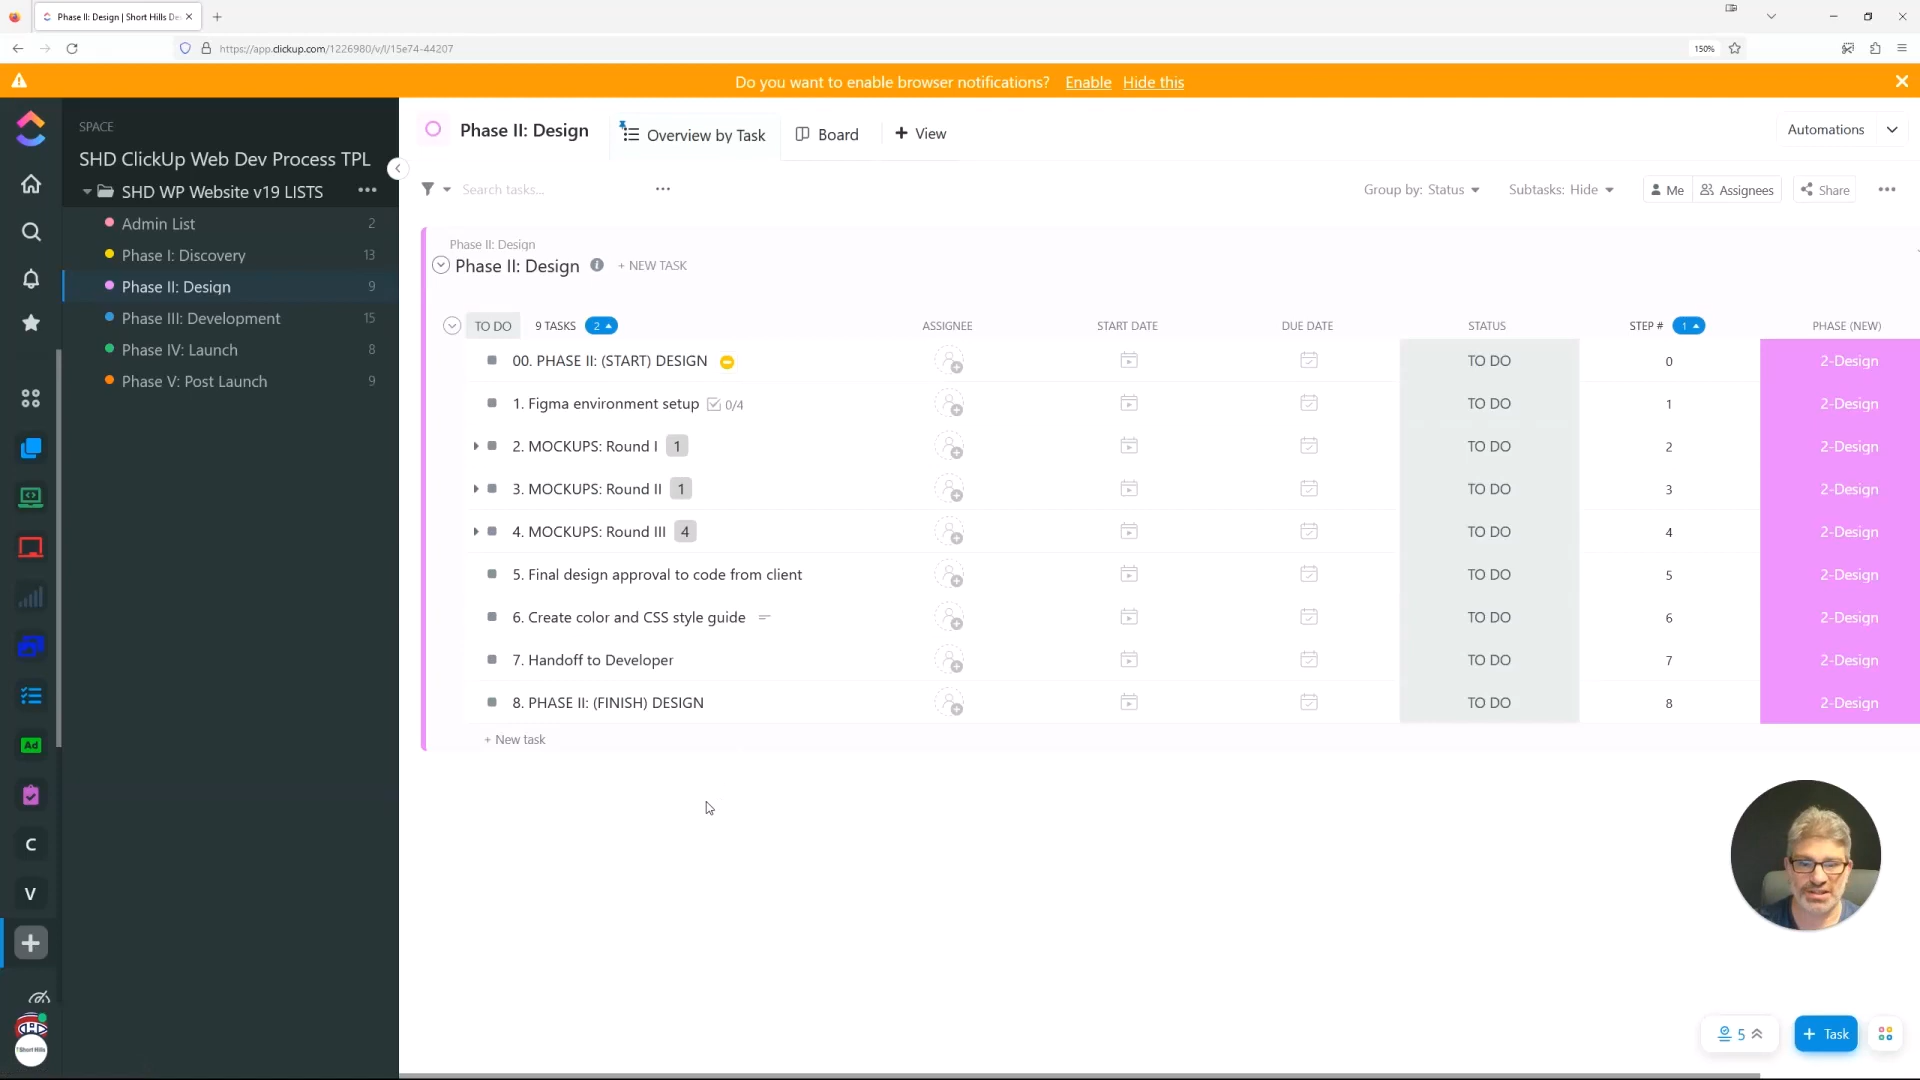 Phase II: Design | Short Hills De
https://app.clickup.com/1226980/v/l/15e74-44207
150%
Do you want to enable browser notifications? Enable Hide this
SPACE
SHD ClickUp Web Dev Process TPL
SHD WP Website v19 LISTS
Admin List 2
Phase I: Discovery 13
Phase II: Design 9
Phase III: Development 15
Phase IV: Launch 8
Phase V: Post Launch 9
Ad
C
V
Phase II: Design Overview by Task Board + View Automations
Search tasks... Group by: Status Subtasks: Hide Me Assignees Share
Phase II: Design
Phase II: Design + NEW TASK
TO DO 9 TASKS 2 ASSIGNEE START DATE DUE DATE STATUS STEP # 1 PHASE (NEW)
00. PHASE II: (START) DESIGN TO DO 0 2-Design
1. Figma environment setup 0/4 TO DO 1 2-Design
2. MOCKUPS: Round I 1 TO DO 2 2-Design
3. MOCKUPS: Round II 1 TO DO 3 2-Design
4. MOCKUPS: Round III 4 TO DO 4 2-Design
5. Final design approval to code from client TO DO 5 2-Design
6. Create color and CSS style guide TO DO 6 2-Design
7. Handoff to Developer TO DO 7 2-Design
8. PHASE II: (FINISH) DESIGN TO DO 8 2-Design
+ New task
Short Hills
5 + Task